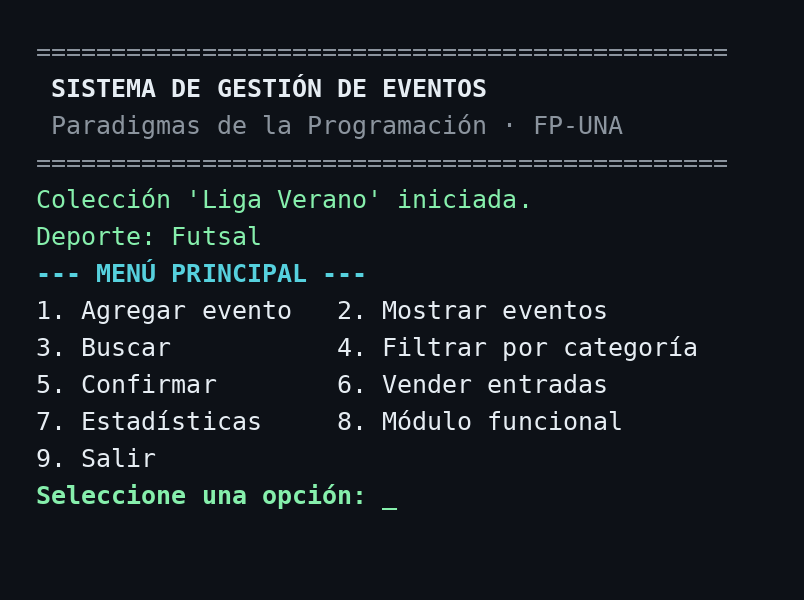 ==============================================
SISTEMA DE GESTIÓN DE EVENTOS
Paradigmas de la Programación · FP-UNA
==============================================
Colección 'Liga Verano' iniciada.
Deporte: Futsal
--- MENÚ PRINCIPAL ---
1. Agregar evento   2. Mostrar eventos
3. Buscar           4. Filtrar por categoría
5. Confirmar        6. Vender entradas
7. Estadísticas     8. Módulo funcional
9. Salir
Seleccione una opción: _